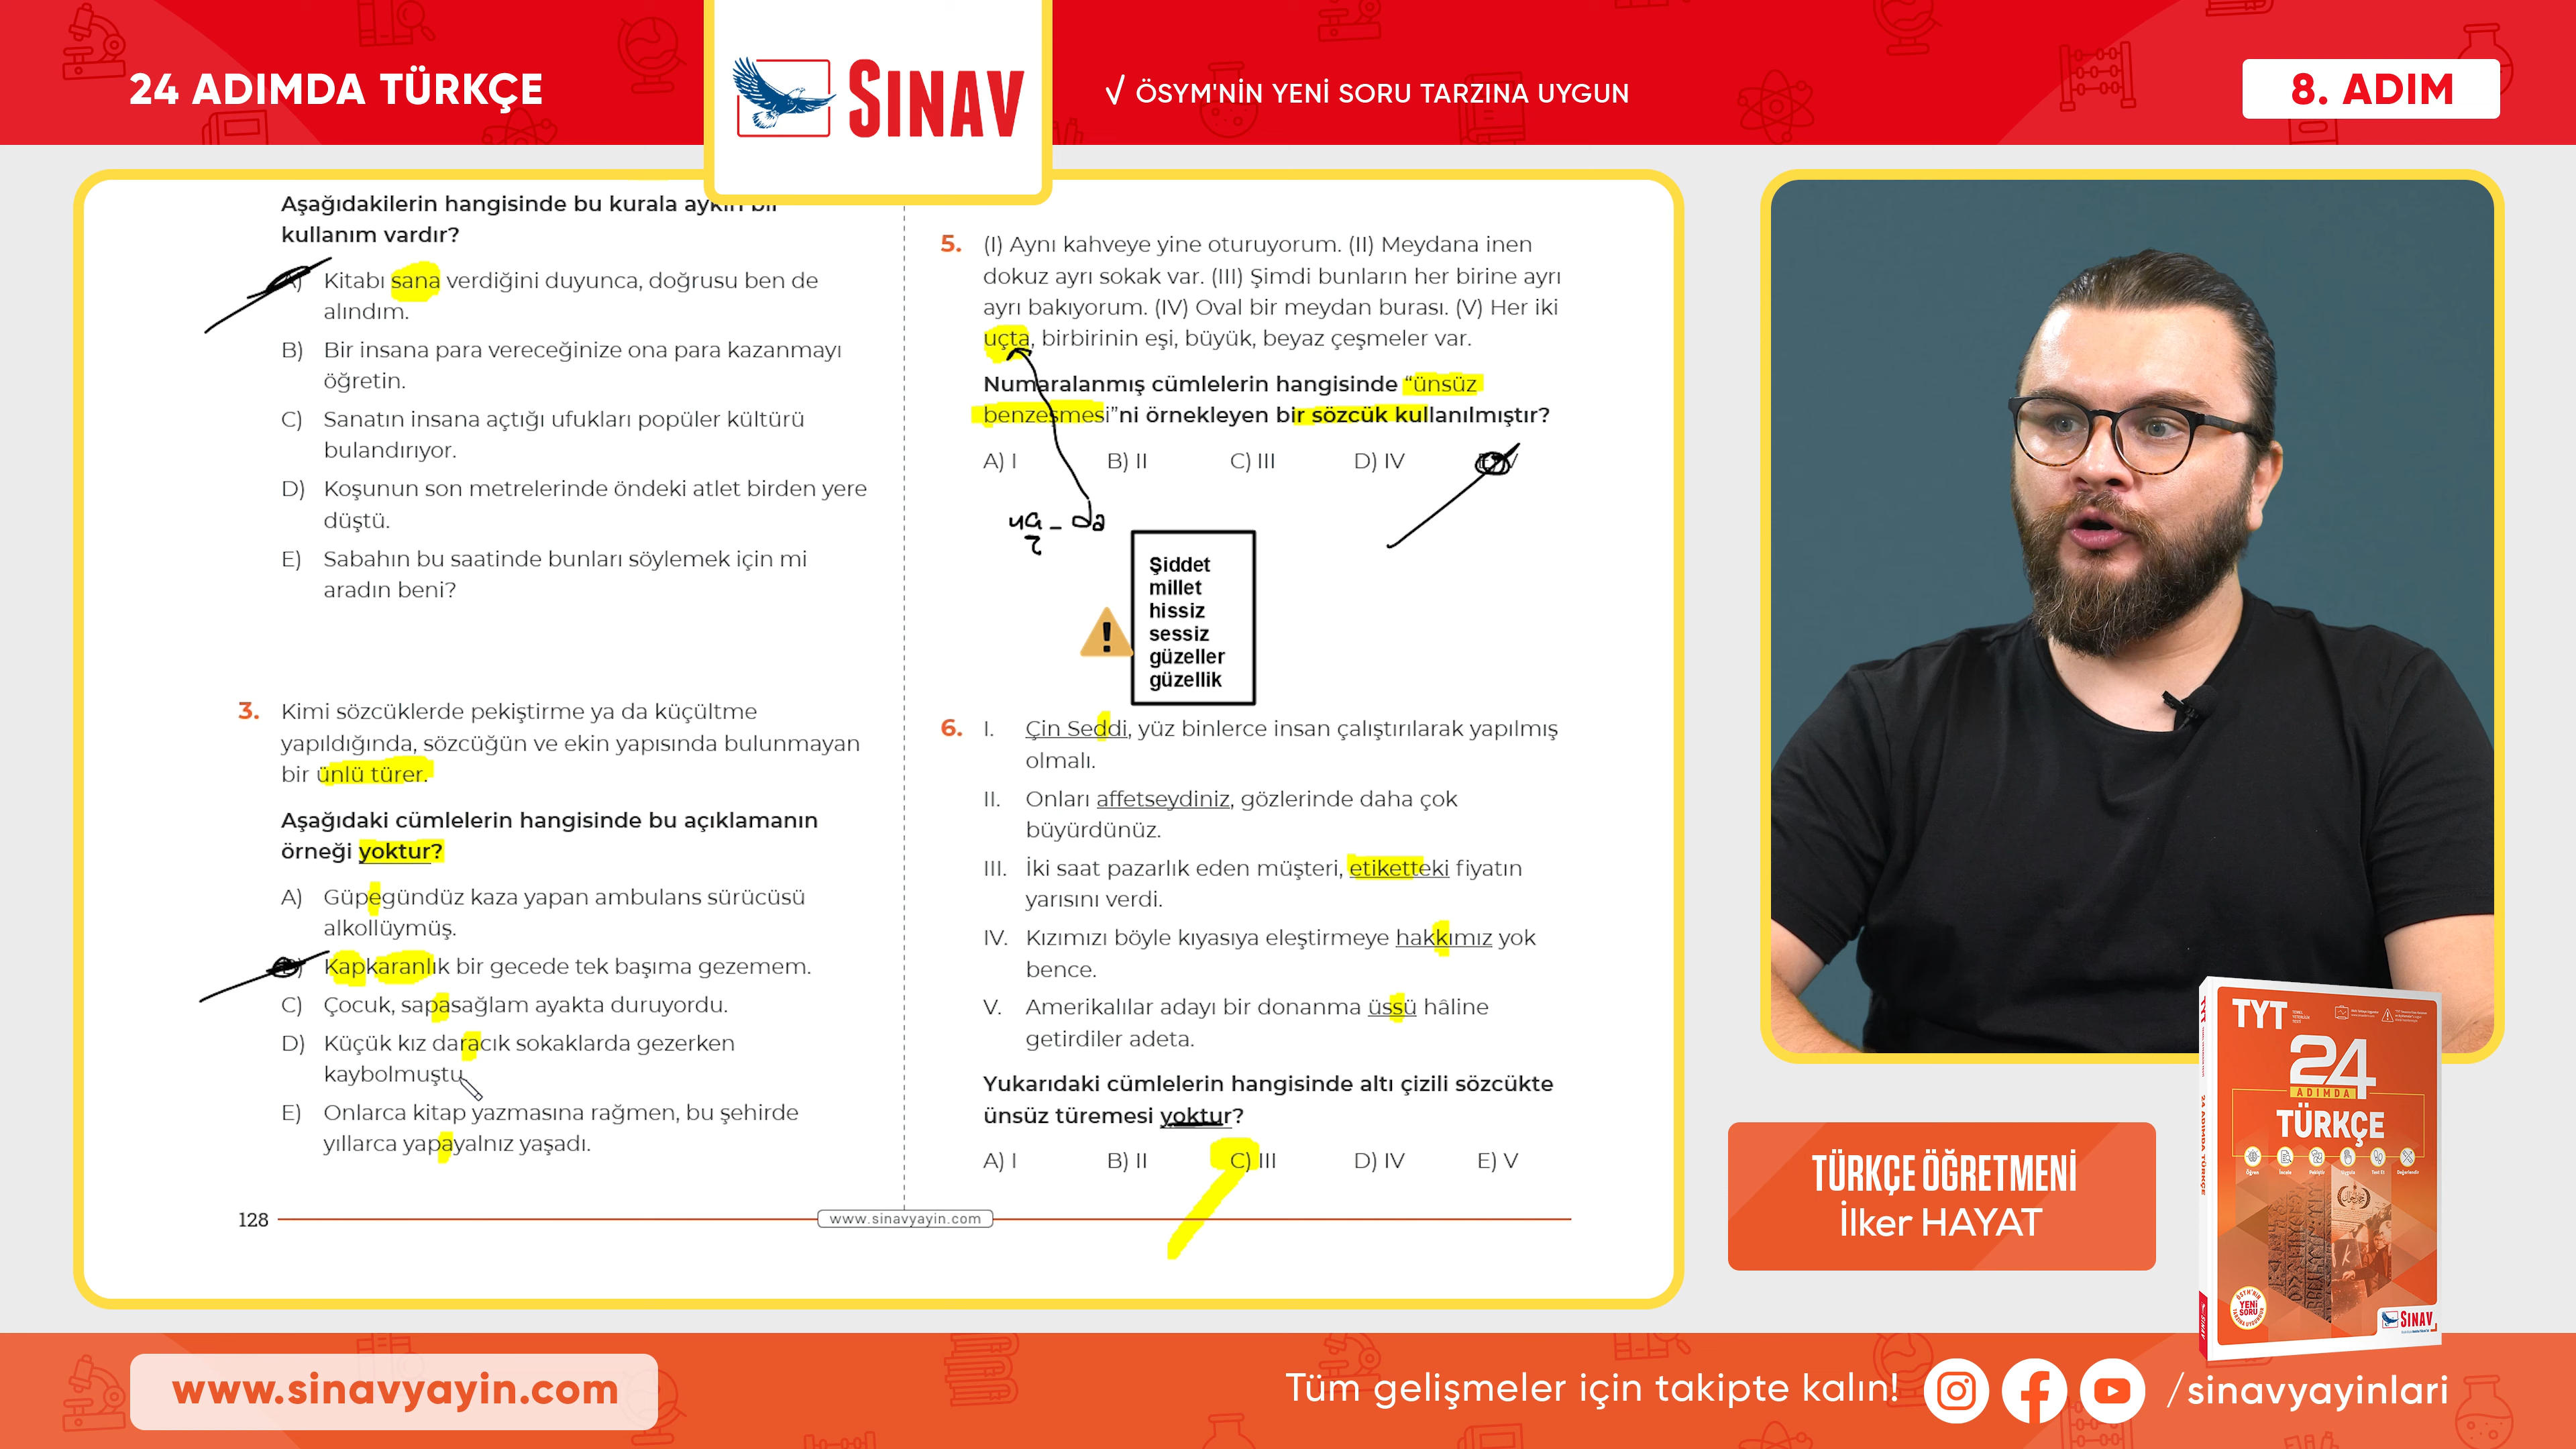 24 ADIMDA TÜRKÇE
SINAV
√ ÖSYM'NİN YENİ SORU TARZINA UYGUN
8. ADIM
Aşağıdakilerin hangisinde bu kurala aykırı bir
kullanım vardır?
A) Kitabı sana verdiğini duyunca, doğrusu ben de
alındım.
B) Bir insana para vereceğinize ona para kazanmayı
öğretin.
C) Sanatın insana açtığı ufukları popüler kültürü
bulandırıyor.
D) Koşunun son metrelerinde öndeki atlet birden yere
düştü.
E) Sabahın bu saatinde bunları söylemek için mi
aradın beni?
3. Kimi sözcüklerde pekiştirme ya da küçültme
yapıldığında, sözcüğün ve ekin yapısında bulunmayan
bir ünlü türer.
Aşağıdaki cümlelerin hangisinde bu açıklamanın
örneği yoktur?
A) Güpegündüz kaza yapan ambulans sürücüsü
alkollüymüş.
B) Kapkaranlık bir gecede tek başıma gezemem.
C) Çocuk, sapasağlam ayakta duruyordu.
D) Küçük kız daracık sokaklarda gezerken
kaybolmuştu.
E) Onlarca kitap yazmasına rağmen, bu şehirde
yıllarca yapayalnız yaşadı.
128
www.sinavyayin.com
5. (I) Aynı kahveye yine oturuyorum. (II) Meydana inen
dokuz ayrı sokak var. (III) Şimdi bunların her birine ayrı
ayrı bakıyorum. (IV) Oval bir meydan burası. (V) Her iki
uçta, birbirinin eşi, büyük, beyaz çeşmeler var.
Numaralanmış cümlelerin hangisinde “ünsüz
benzeşmesi”ni örnekleyen bir sözcük kullanılmıştır?
A) I B) II C) III D) IV E) V
uç - da
Şiddet
millet
hissiz
sessiz
güzeller
güzellik
6. I. Çin Seddi, yüz binlerce insan çalıştırılarak yapılmış
olmalı.
II. Onları affetseydiniz, gözlerinde daha çok
büyürdünüz.
III. İki saat pazarlık eden müşteri, etiketteki fiyatın
yarısını verdi.
IV. Kızımızı böyle kıyasıya eleştirmeye hakkımız yok
bence.
V. Amerikalılar adayı bir donanma üssü hâline
getirdiler adeta.
Yukarıdaki cümlelerin hangisinde altı çizili sözcükte
ünsüz türemesi yoktur?
A) I B) II C) III D) IV E) V
TÜRKÇE ÖĞRETMENİ
İlker HAYAT
TYT
24
ADIMDA
TÜRKÇE
ÖSYM'NİN
YENİ
SORU
SINAV
www.sinavyayin.com
Tüm gelişmeler için takipte kalın!
/sinavyayinlari